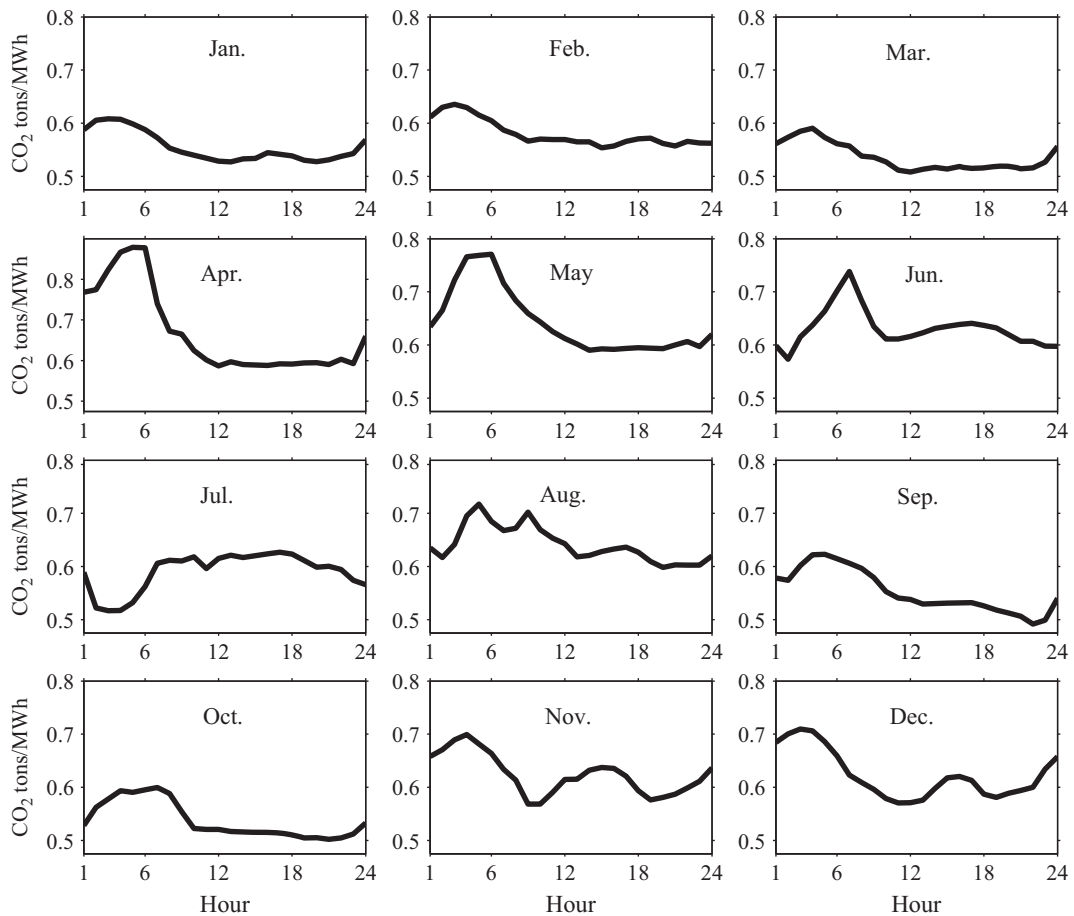 0.8 0.8 0.8
Jan. Feb. Mar.
0.7 0.7 0.7
CO2 tons/MWh
0.6 0.6 0.6
0.5 0.5 0.5
1 6 12 18 24 1 6 12 18 24 1 6 12 18 24
0.8 0.8
Apr. May Jun.
0.8 0.7 0.7
CO2 tons/MWh
0.7
0.6 0.6 0.6
0.5 0.5 0.5
1 6 12 18 24 1 6 12 18 24 1 6 12 18 24
0.8 0.8 0.8
Jul. Aug. Sep.
0.7 0.7 0.7
CO2 tons/MWh
0.6 0.6 0.6
0.5 0.5 0.5
1 6 12 18 24 1 6 12 18 24 1 6 12 18 24
0.8 0.8 0.8
Oct. Nov. Dec.
0.7 0.7 0.7
CO2 tons/MWh
0.6 0.6 0.6
0.5 0.5 0.5
1 6 12 18 24 1 6 12 18 24 1 6 12 18 24
Hour Hour Hour